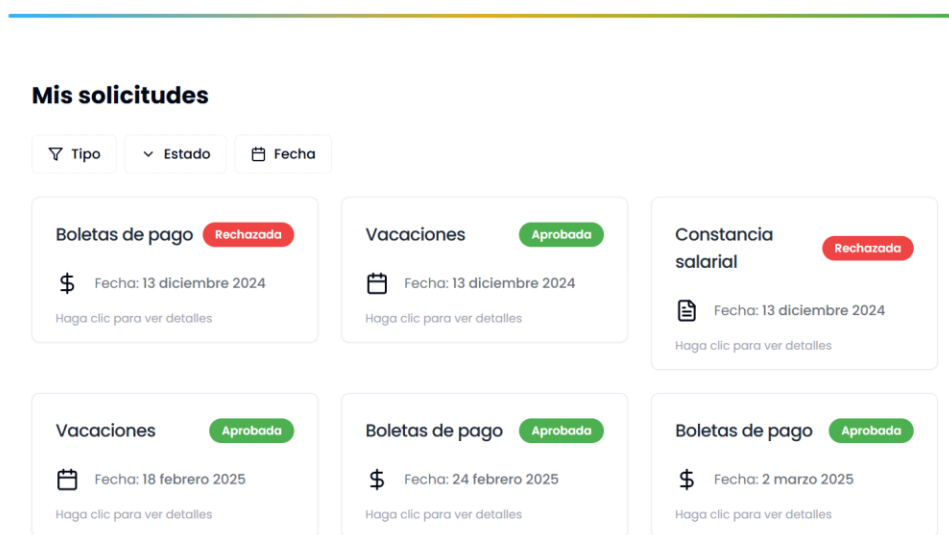 Mis solicitudes
Tipo
Estado
Fecha
Boletas de pago
Rechazada
Fecha: 13 diciembre 2024
Haga clic para ver detalles
Vacaciones
Aprobada
Fecha: 13 diciembre 2024
Haga clic para ver detalles
Constancia
salarial
Rechazada
Fecha: 13 diciembre 2024
Haga clic para ver detalles
Vacaciones
Aprobada
Fecha: 18 febrero 2025
Haga clic para ver detalles
Boletas de pago
Aprobada
Fecha: 24 febrero 2025
Haga clic para ver detalles
Boletas de pago
Aprobada
Fecha: 2 marzo 2025
Haga clic para ver detalles